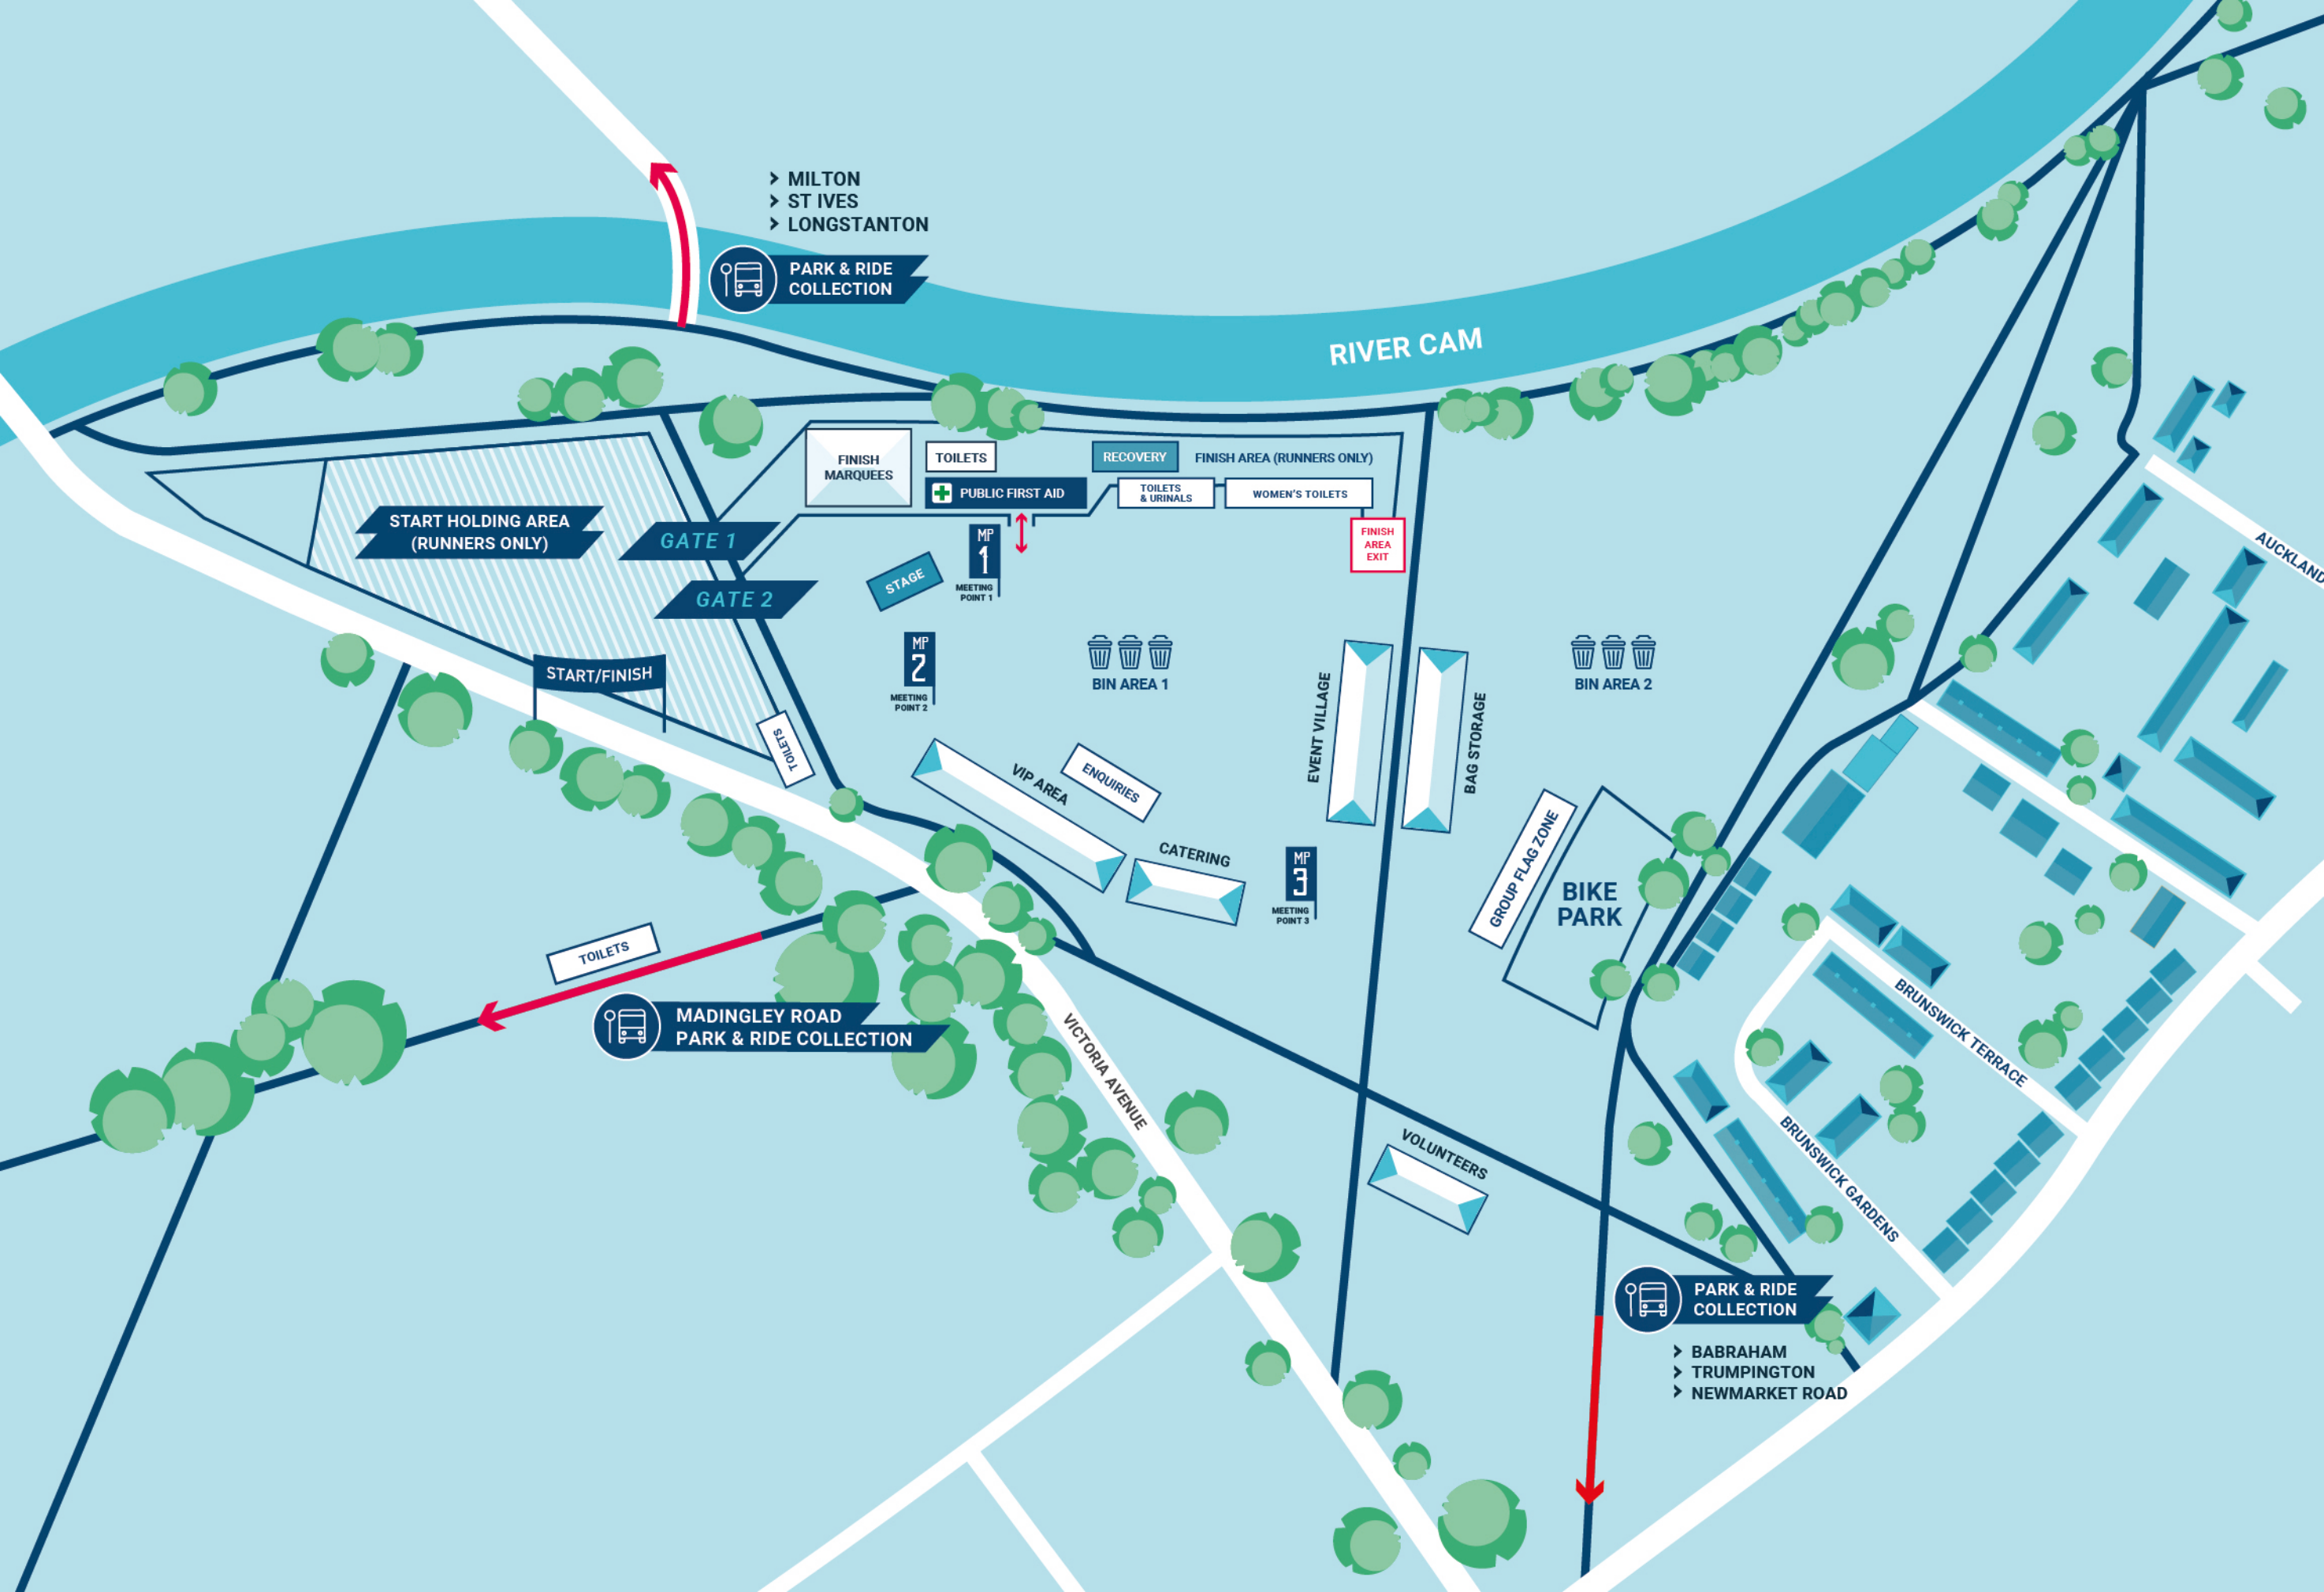 > MILTON
> ST IVES
> LONGSTANTON
PARK & RIDE
COLLECTION
RIVER CAM
FINISH
MARQUEES
TOILETS
PUBLIC FIRST AID
RECOVERY
FINISH AREA (RUNNERS ONLY)
TOILETS
& URINALS
WOMEN'S TOILETS
FINISH
AREA
EXIT
START HOLDING AREA
(RUNNERS ONLY)
GATE 1
GATE 2
MP
1
MEETING
POINT 1
STAGE
MP
2
MEETING
POINT 2
START/FINISH
TOILETS
BIN AREA 1
BIN AREA 2
EVENT VILLAGE
BAG STORAGE
VIP AREA
ENQUIRIES
CATERING
MP
3
MEETING
POINT 3
GROUP FLAG ZONE
BIKE
PARK
AUCKLAND
TOILETS
MADINGLEY ROAD
PARK & RIDE COLLECTION
VICTORIA AVENUE
BRUNSWICK TERRACE
BRUNSWICK GARDENS
VOLUNTEERS
PARK & RIDE
COLLECTION
> BABRAHAM
> TRUMPINGTON
> NEWMARKET ROAD